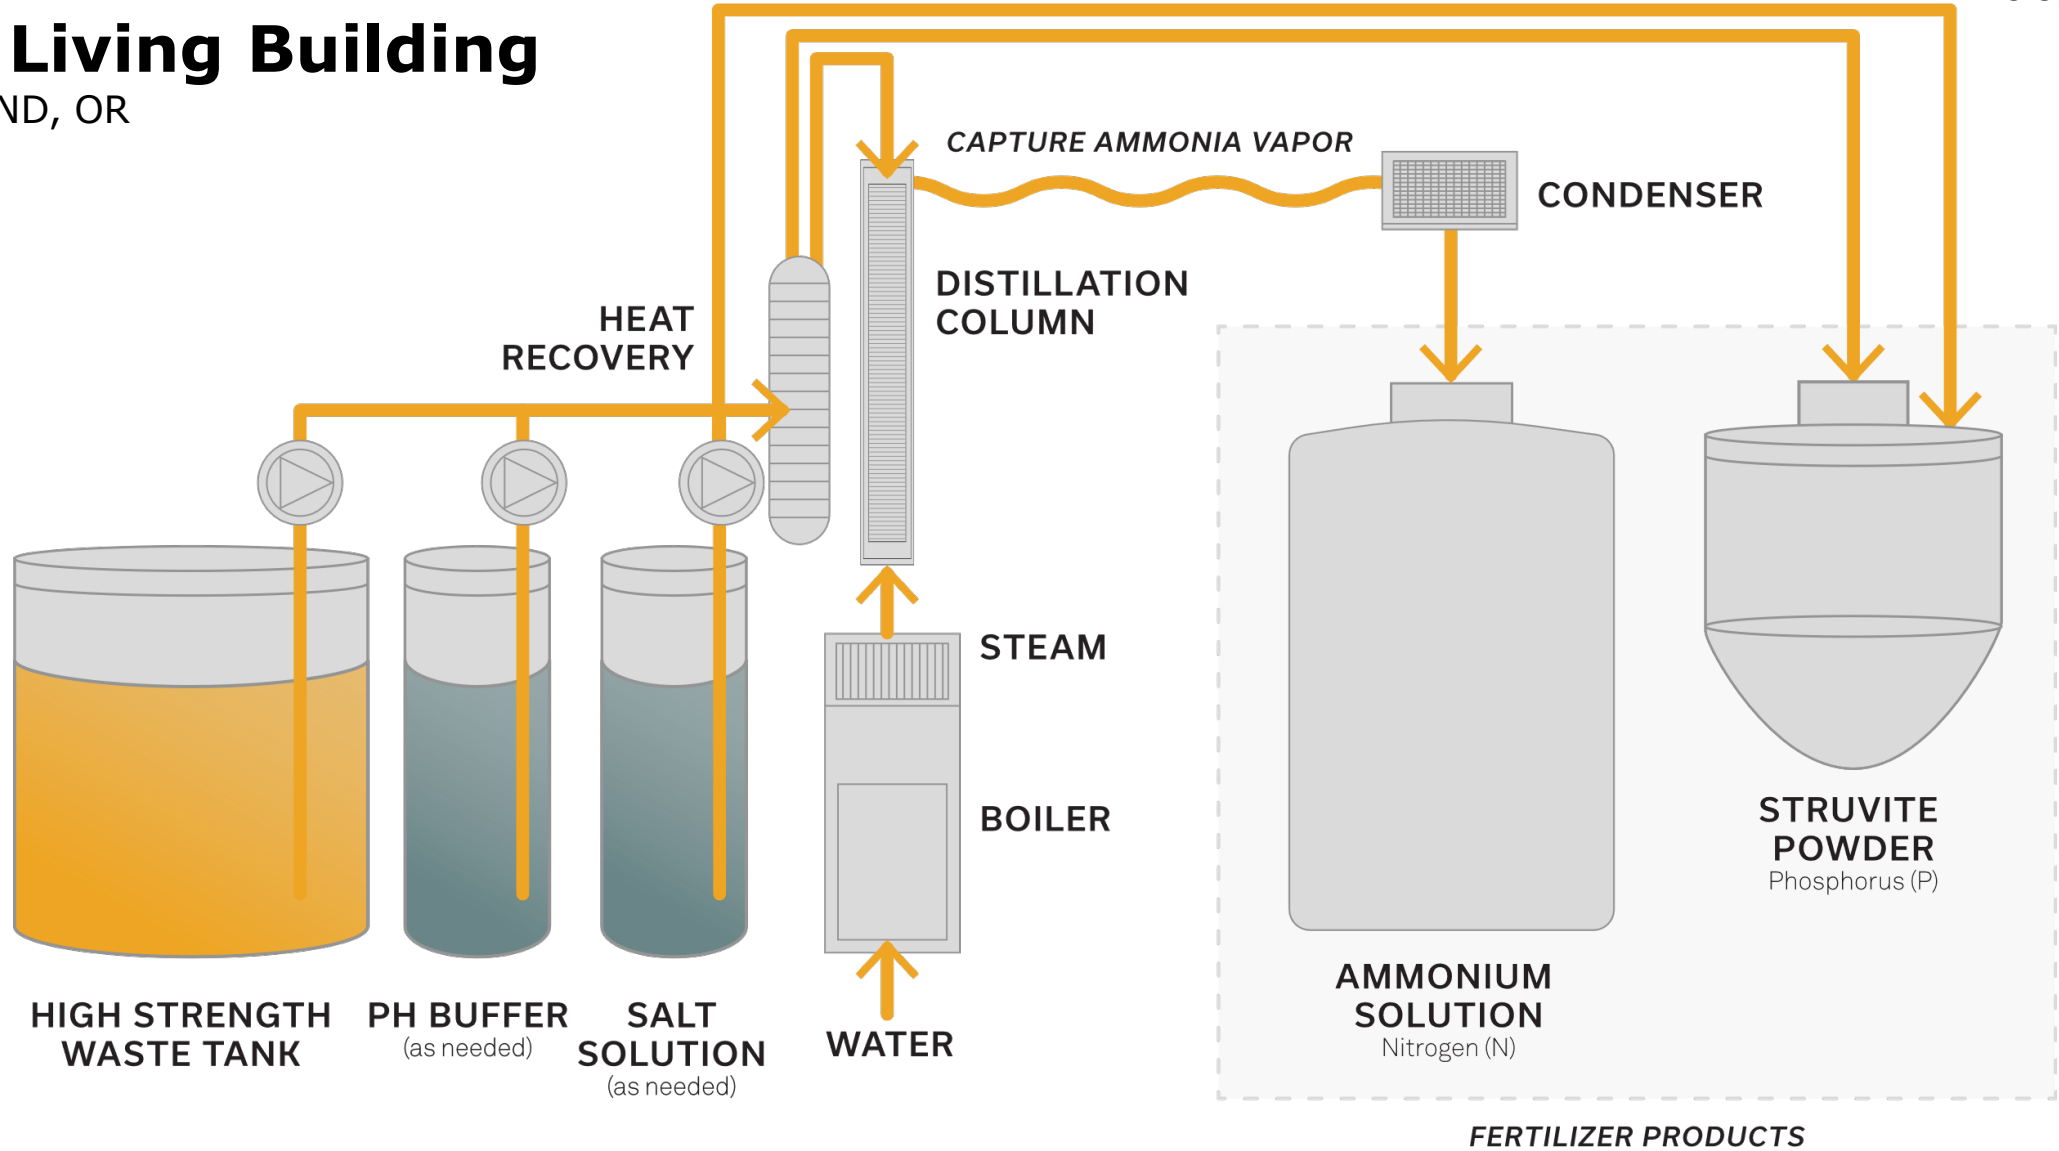 Living Building
ND, OR
CAPTURE AMMONIA VAPOR
CONDENSER
DISTILLATION
COLUMN
HEAT
RECOVERY
STEAM
BOILER
WATER
HIGH STRENGTH
WASTE TANK
PH BUFFER
(as needed)
SALT
SOLUTION
(as needed)
AMMONIUM
SOLUTION
Nitrogen (N)
STRUVITE
POWDER
Phosphorus (P)
FERTILIZER PRODUCTS